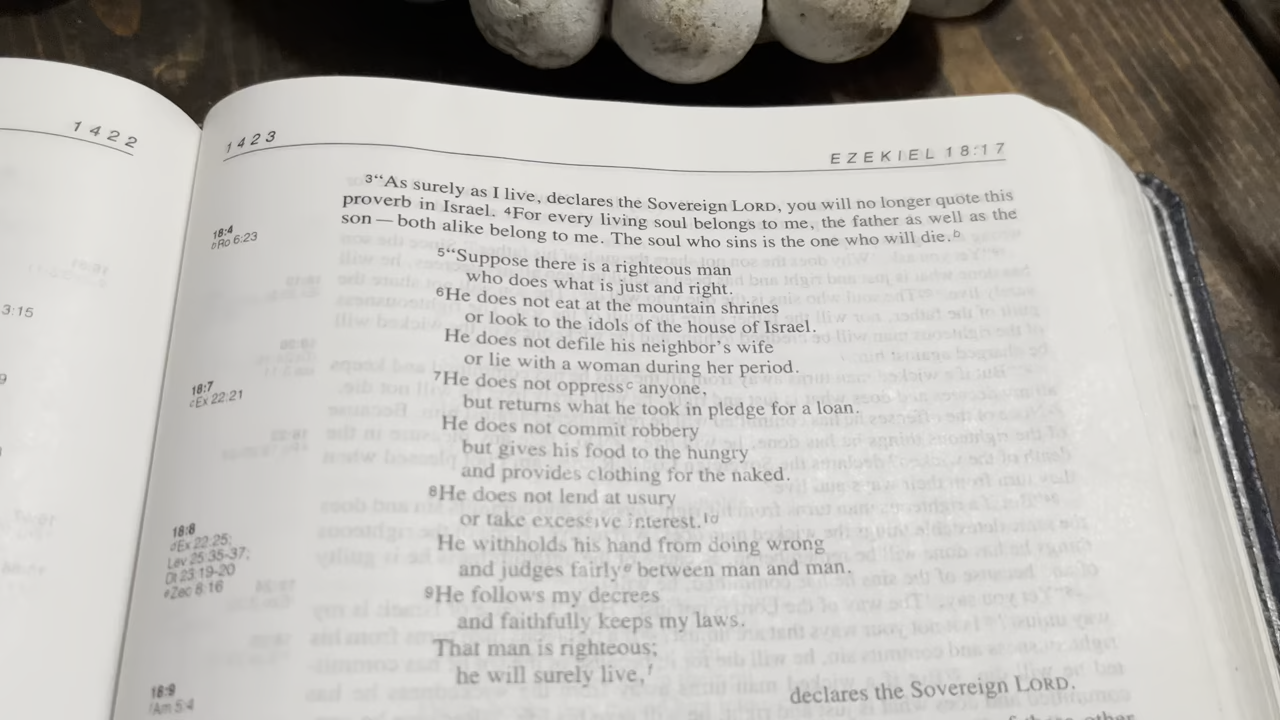 1422
3:15
9
1423
EZEKIEL 18:17
3“As surely as I live, declares the Sovereign LORD, you will no longer quote this
proverb in Israel. 4For every living soul belongs to me, the father as well as the
son — both alike belong to me. The soul who sins is the one who will die.b
18:4
bRo 6:23
5“Suppose there is a righteous man
who does what is just and right.
6He does not eat at the mountain shrines
or look to the idols of the house of Israel.
He does not defile his neighbor’s wife
or lie with a woman during her period.
7He does not oppressc anyone,
but returns what he took in pledge for a loan.
18:7
cEx 22:21
He does not commit robbery
but gives his food to the hungry
and provides clothing for the naked.
8He does not lend at usury
or take excessive interest.1d
He withholds his hand from doing wrong
and judges fairlye between man and man.
18:8
dEx 22:25;
Lev 25:35-37;
Dt 23:19-20
eZec 8:16
9He follows my decrees
and faithfully keeps my laws.
That man is righteous;
he will surely live,f
declares the Sovereign LORD.
18:9
fAm 5:4
other